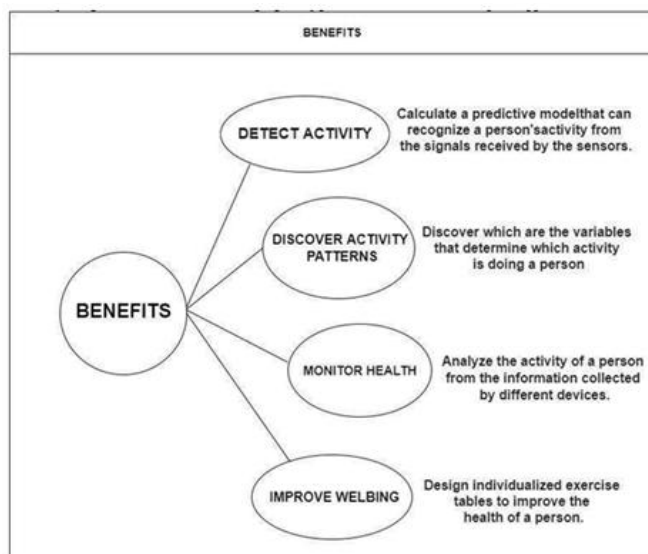 BENEFITS
DETECT ACTIVITY
Calculate a predictive modelthat can
recognize a person'sactivity from
the signals received by the sensors.
DISCOVER ACTIVITY
PATTERNS
Discover which are the variables
that determine which activity
is doing a person
BENEFITS
MONITOR HEALTH
Analyze the activity of a person
from the information collected
by different devices.
IMPROVE WELBING
Design individualized exercise
tables to improve the
health of a person.